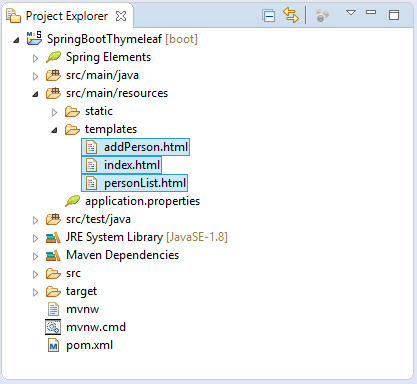 Project Explorer
SpringBootThymeleaf [boot]
Spring Elements
src/main/java
src/main/resources
static
templates
addPerson.html
index.html
personList.html
application.properties
src/test/java
JRE System Library [JavaSE-1.8]
Maven Dependencies
src
target
mvnw
mvnw.cmd
pom.xml